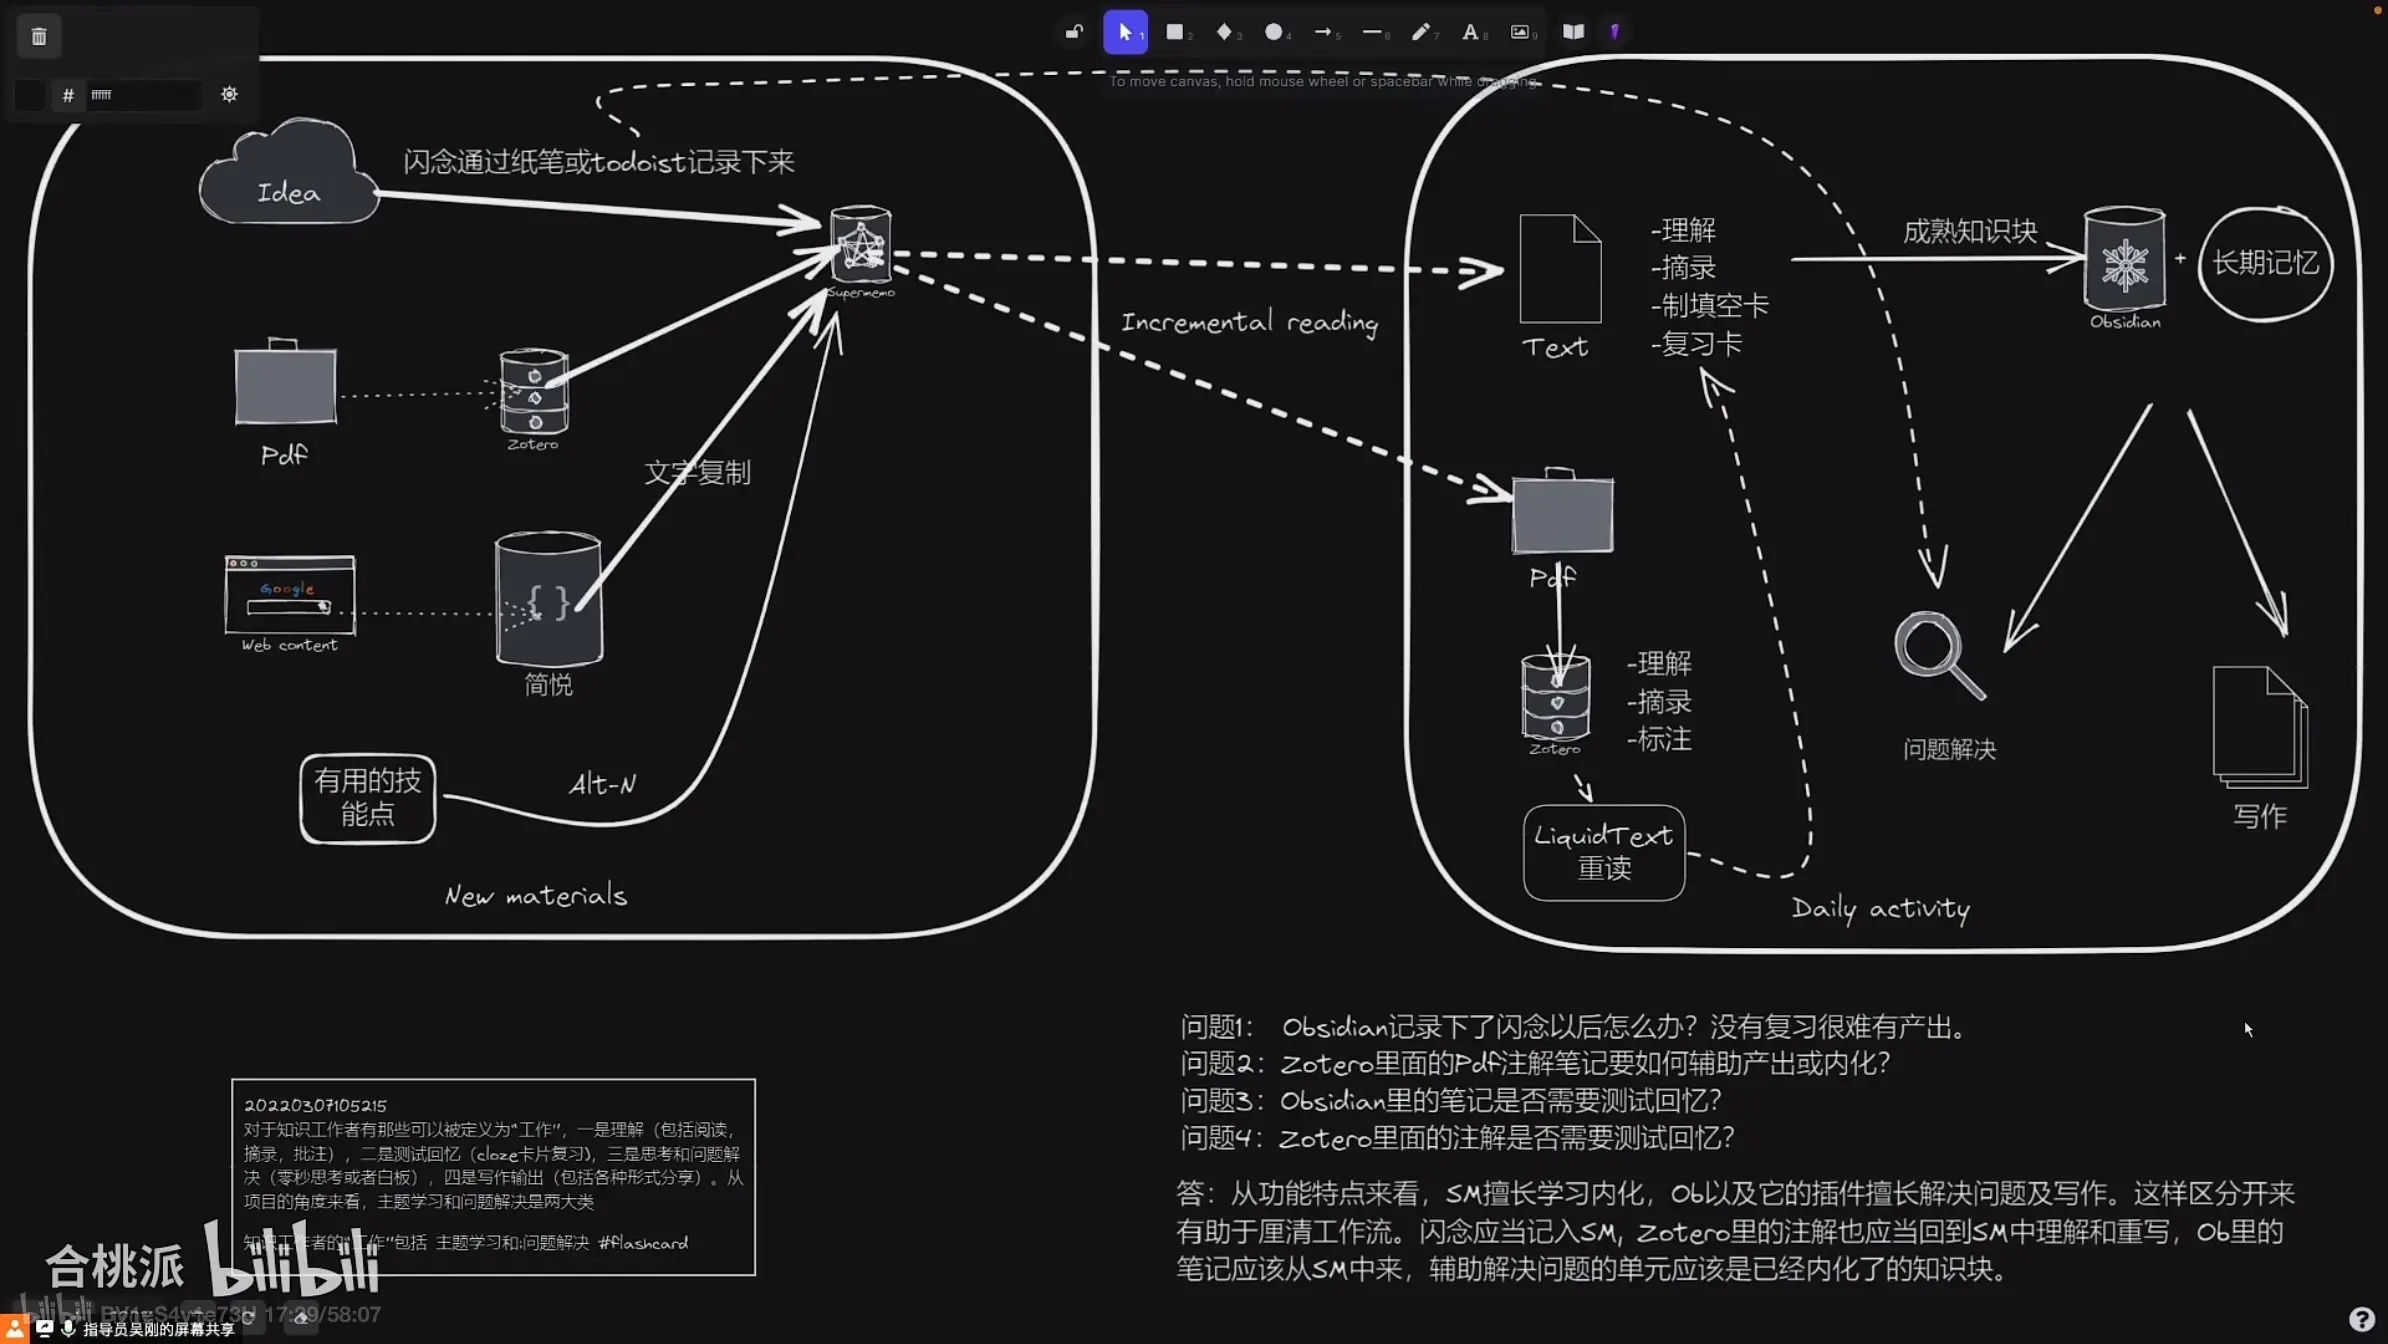 To move canvas, hold mouse wheel or spacebar while dragging
1
2
3
4
5
6
7
A
8
9
#
ffffff
Idea
闪念通过纸笔或todoist记录下来
Supermemo
Pdf
Zotero
文字复制
Google
Web content
{ }
简悦
有用的技
能点
Alt-N
New materials
Incremental reading
Text
-理解
-摘录
-制填空卡
-复习卡
成熟知识块
Obsidian
+
长期记忆
Pdf
Zotero
-理解
-摘录
-标注
LiquidText
重读
问题解决
写作
Daily activity
问题1： Obsidian记录下了闪念以后怎么办？没有复习很难有产出。
问题2：Zotero里面的Pdf注解笔记要如何辅助产出或内化？
问题3：Obsidian里的笔记是否需要测试回忆？
问题4：Zotero里面的注解是否需要测试回忆？
答：从功能特点来看，SM擅长学习内化，Ob以及它的插件擅长解决问题及写作。这样区分开来
有助于厘清工作流。闪念应当记入SM, Zotero里的注解也应当回到SM中理解和重写，Ob里的
笔记应该从SM中来，辅助解决问题的单元应该是已经内化了的知识块。
20220307105215
对于知识工作者有那些可以被定义为“工作”，一是理解（包括阅读，
摘录，批注），二是测试回忆（cloze卡片复习)，三是思考和问题解
决（零秒思考或者白板），四是写作输出（包括各种形式分享）。从
项目的角度来看，主题学习和问题解决是两大类
知识工作者的“工作”包括 主题学习和:问题解决 #flashcard
合桃派 bilibili
bilibili BV1eS4y1e73H 17:39/58:07
指导员吴刚的屏幕共享
?